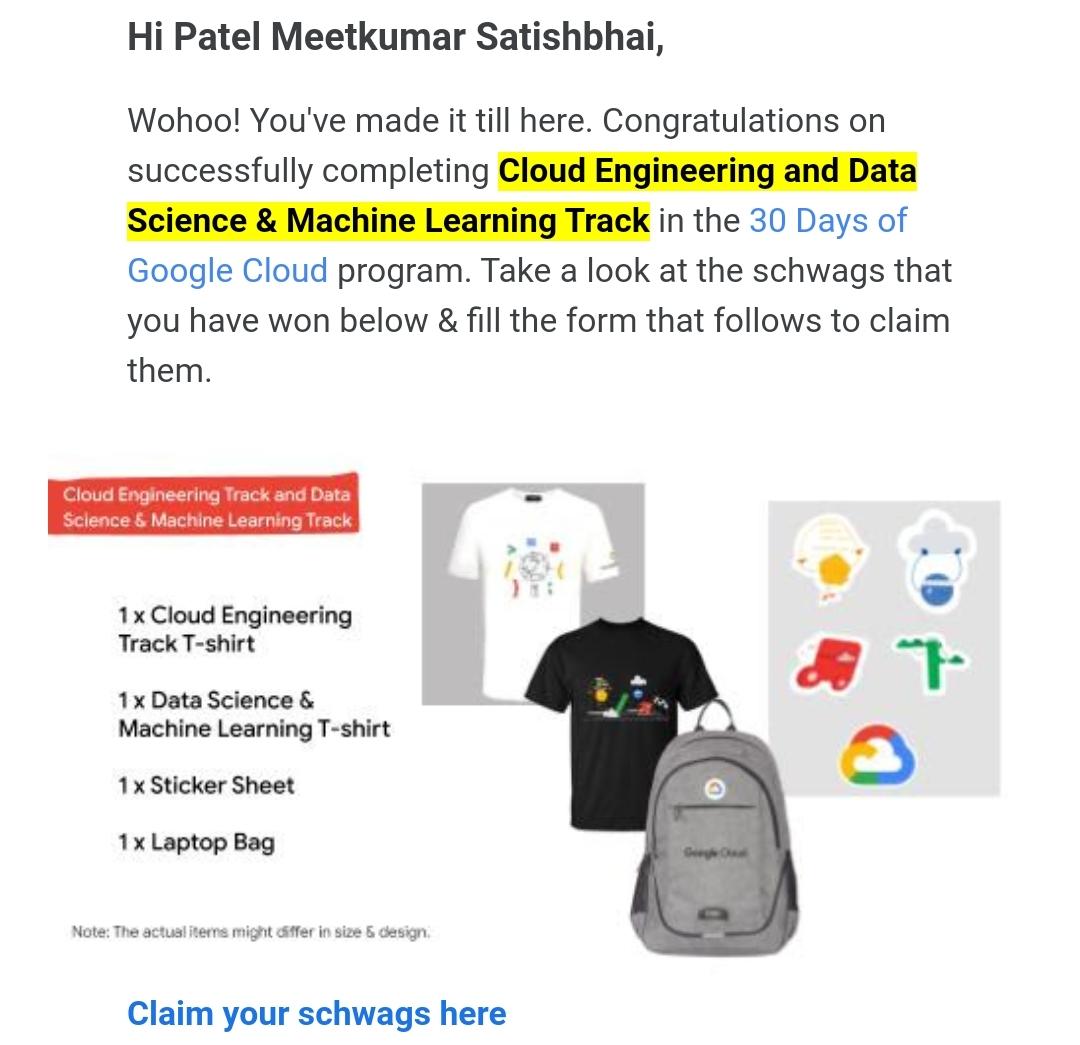 Hi Patel Meetkumar Satishbhai,
Wohoo! You've made it till here. Congratulations on
successfully completing Cloud Engineering and Data
Science & Machine Learning Track in the 30 Days of
Google Cloud program. Take a look at the schwags that
you have won below & fill the form that follows to claim
them.
Cloud Engineering Track and Data
Science & Machine Learning Track
1 x Cloud Engineering
Track T-shirt
1 x Data Science &
Machine Learning T-shirt
1 x Sticker Sheet
1 x Laptop Bag
Google Cloud
Note: The actual items might differ in size & design.
Claim your schwags here